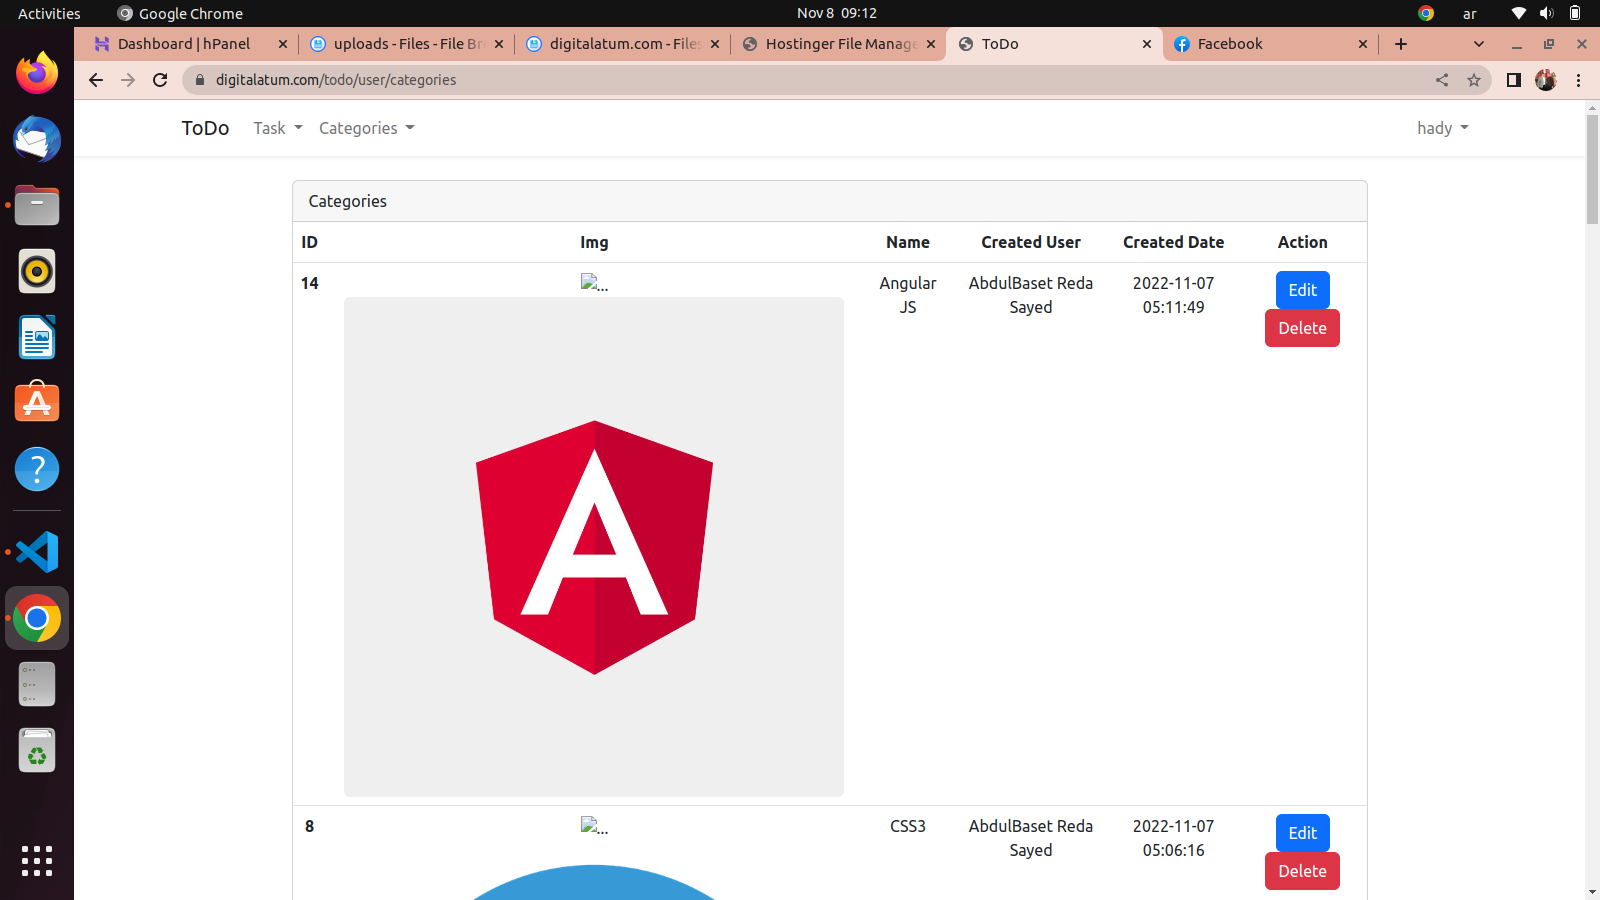 Activities Google Chrome Nov 8 09:12 ar
Dashboard | hPanel uploads - Files - File Br digitalatum.com - Files Hostinger File Manage ToDo Facebook
digitalatum.com/todo/user/categories
ToDo Task Categories hady
Categories
ID Img Name Created User Created Date Action
14 ... Angular AbdulBaset Reda 2022-11-07 Edit
JS Sayed 05:11:49
Delete
A
8 ... CSS3 AbdulBaset Reda 2022-11-07 Edit
Sayed 05:06:16
Delete